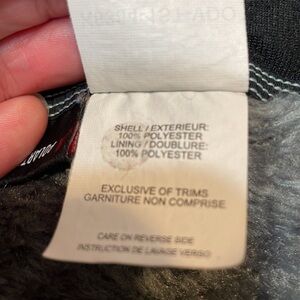 SHELL / EXTERIEUR:
100% POLYESTER
LINING / DOUBLURE:
100% POLYESTER
EXCLUSIVE OF TRIMS
GARNITURE NON COMPRISE
CARE ON REVERSE SIDE
INSTRUCTION DE LAVAGE VERSO